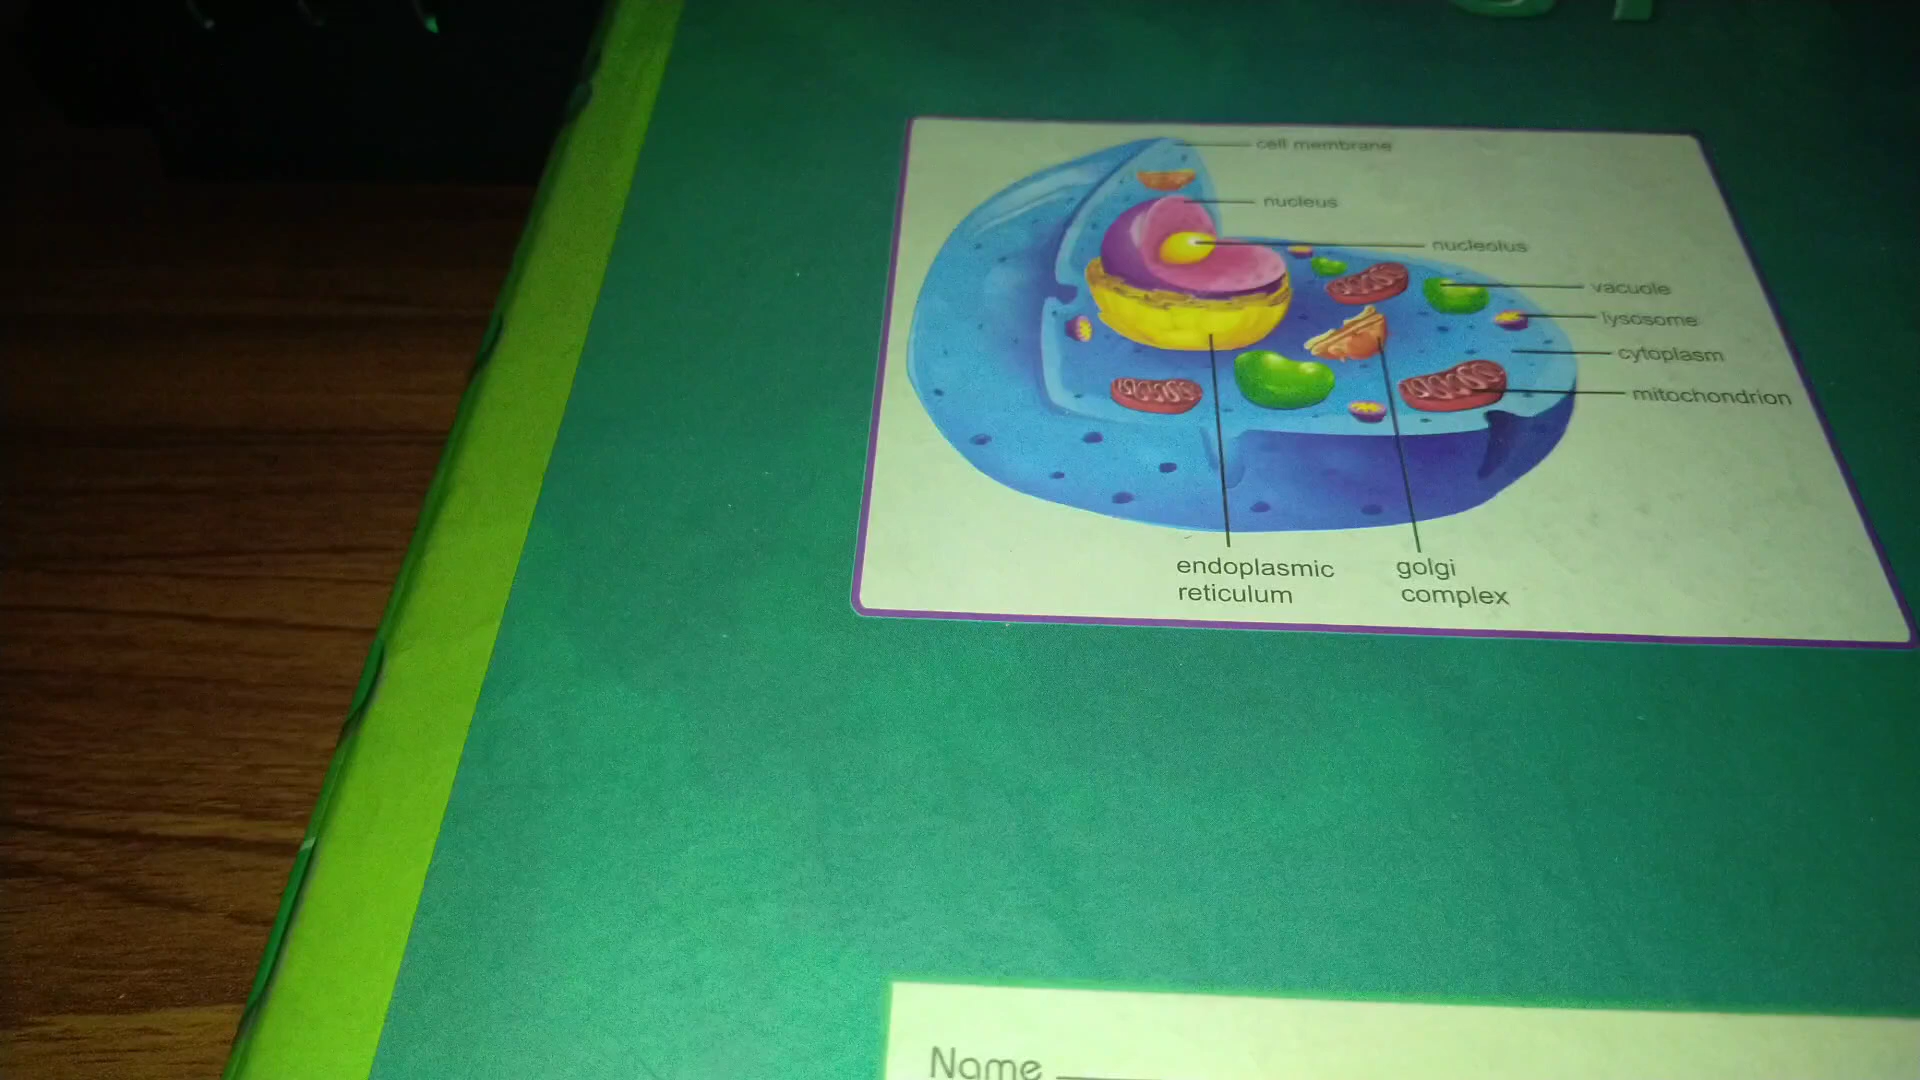 cell membrane
nucleus
nucleolus
vacuole
lysosome
cytoplasm
mitochondrion
endoplasmic
reticulum
golgi
complex
Name